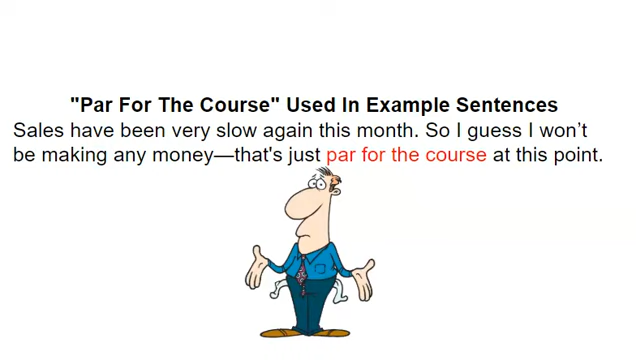 "Par For The Course" Used In Example Sentences
Sales have been very slow again this month. So I guess I won’t
be making any money—that's just par for the course at this point.